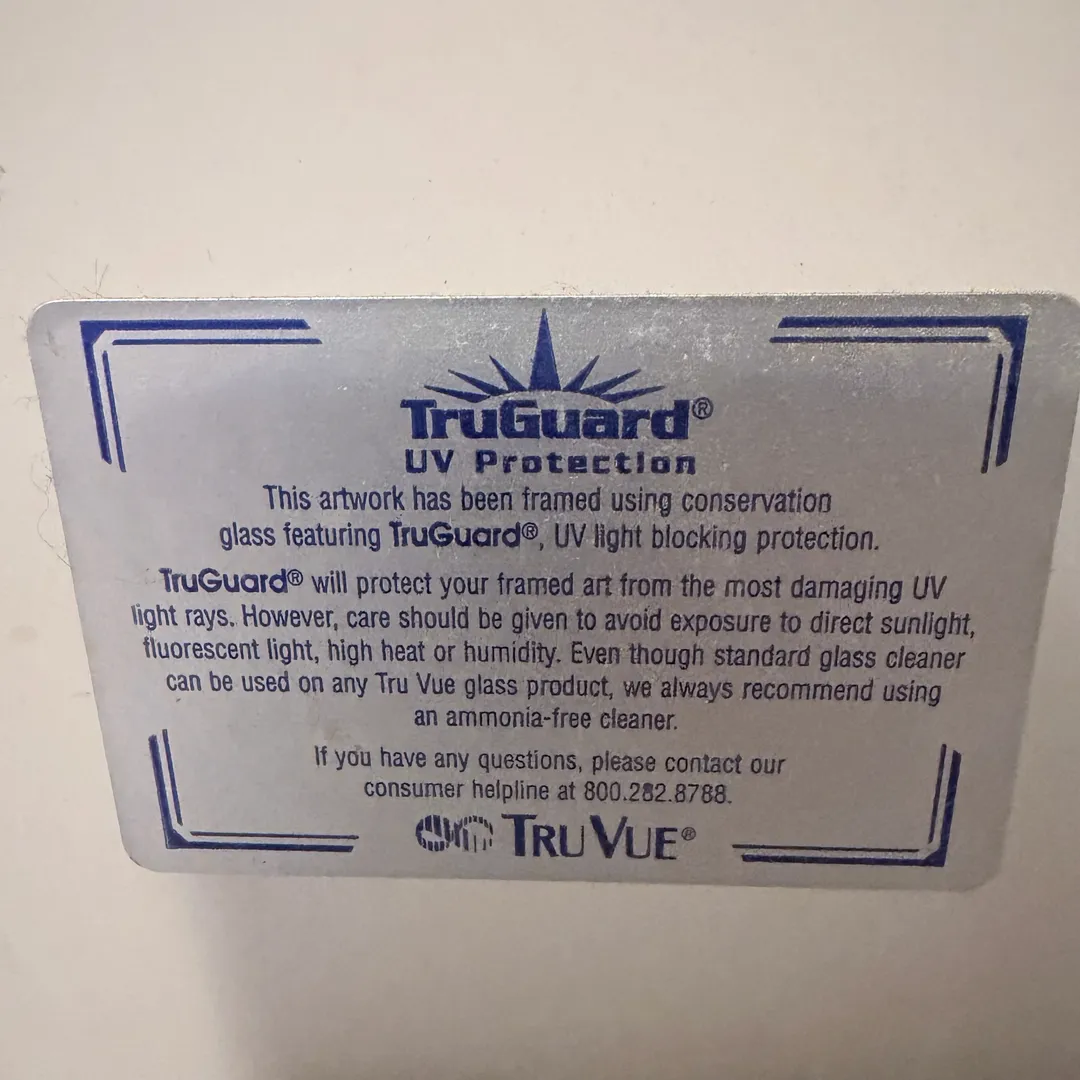 TruGuard®
UV Protection
This artwork has been framed using conservation
glass featuring TruGuard®, UV light blocking protection.
TruGuard® will protect your framed art from the most damaging UV
light rays. However, care should be given to avoid exposure to direct sunlight,
fluorescent light, high heat or humidity. Even though standard glass cleaner
can be used on any Tru Vue glass product, we always recommend using
an ammonia-free cleaner.
If you have any questions, please contact our
consumer helpline at 800.282.8788.
TRU VUE®